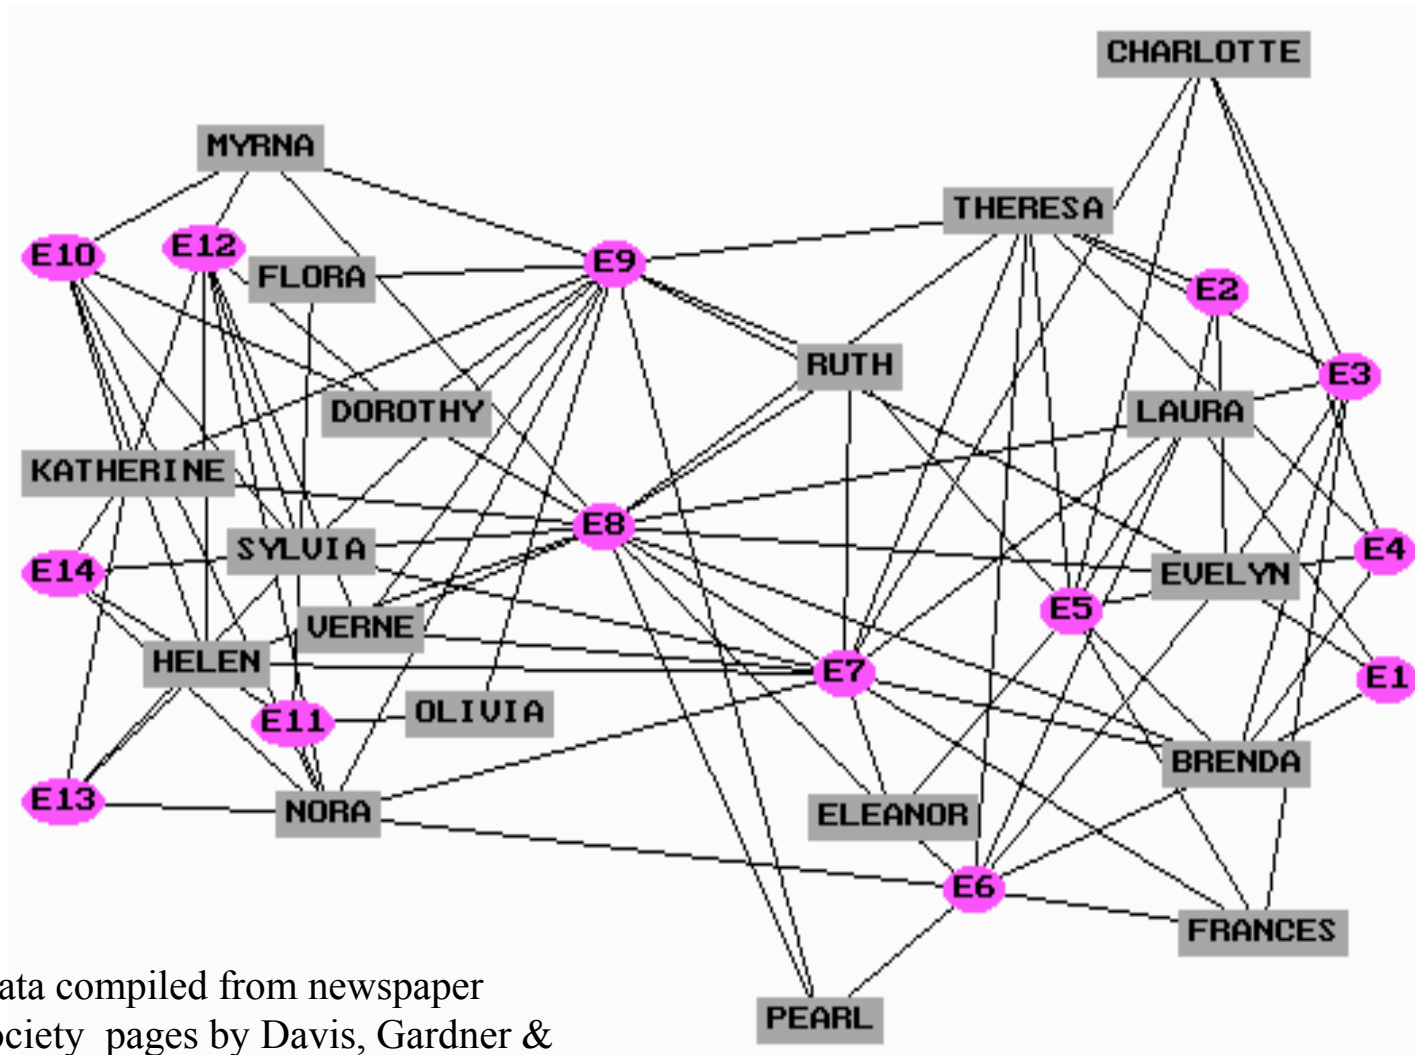 CHARLOTTE
MYRNA
THERESA
E10
E12
FLORA
E9
E2
RUTH
E3
DOROTHY
LAURA
KATHERINE
E8
SYLVIA
E4
E14
EVELYN
E5
VERNE
HELEN
E7
E1
E11
OLIVIA
BRENDA
E13
NORA
ELEANOR
E6
FRANCES
PEARL
ata compiled from newspaper
ociety pages by Davis, Gardner &